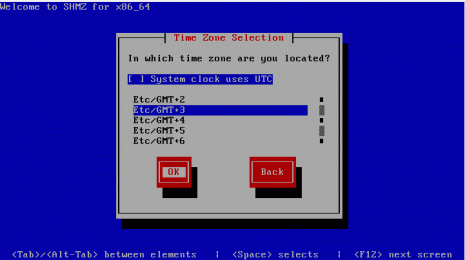 Welcome to SHMZ for x86_64
Time Zone Selection
In which time zone are you located?
[ ] System clock uses UTC
Etc/GMT+2
Etc/GMT+3
Etc/GMT+4
Etc/GMT+5
Etc/GMT+6
OK Back
<Tab>/<Alt-Tab> between elements | <Space> selects | <F12> next screen